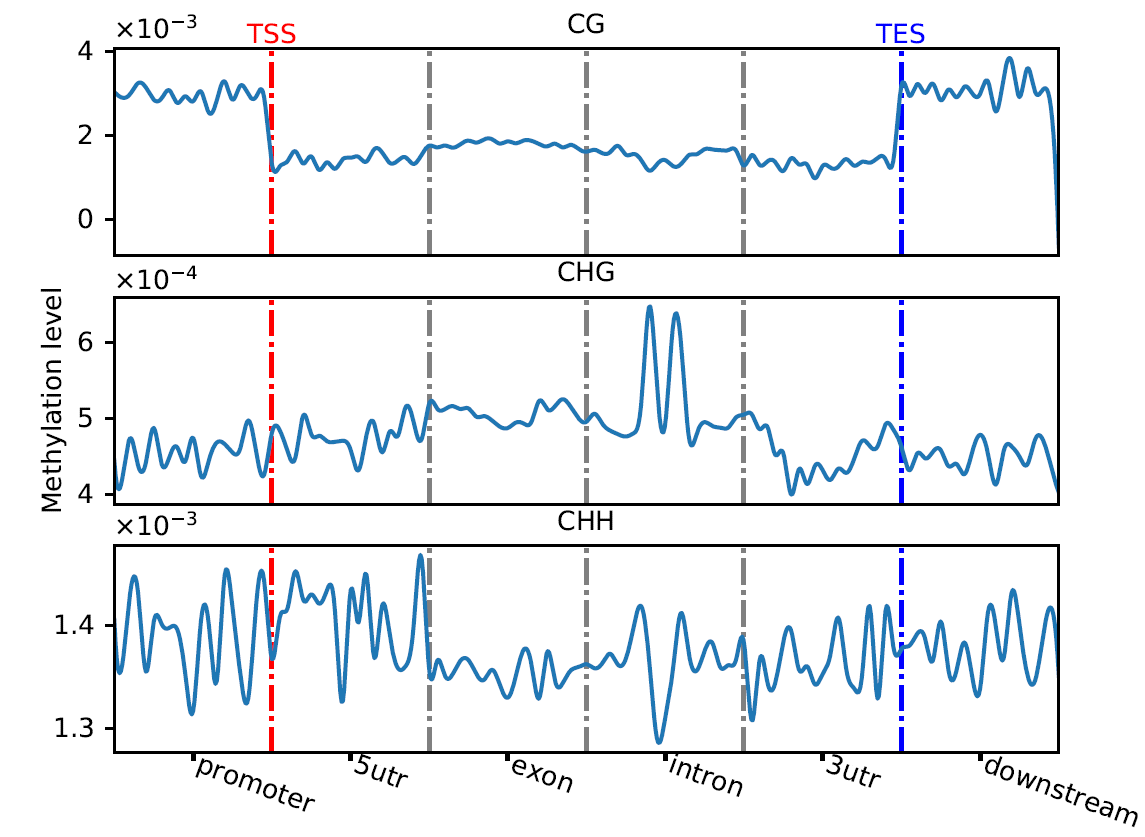 ×10⁻³
TSS
CG
TES
4
2
0
×10⁻⁴
CHG
6
5
4
Methylation level
×10⁻³
CHH
1.4
1.3
promoter
5utr
exon
intron
3utr
downstream